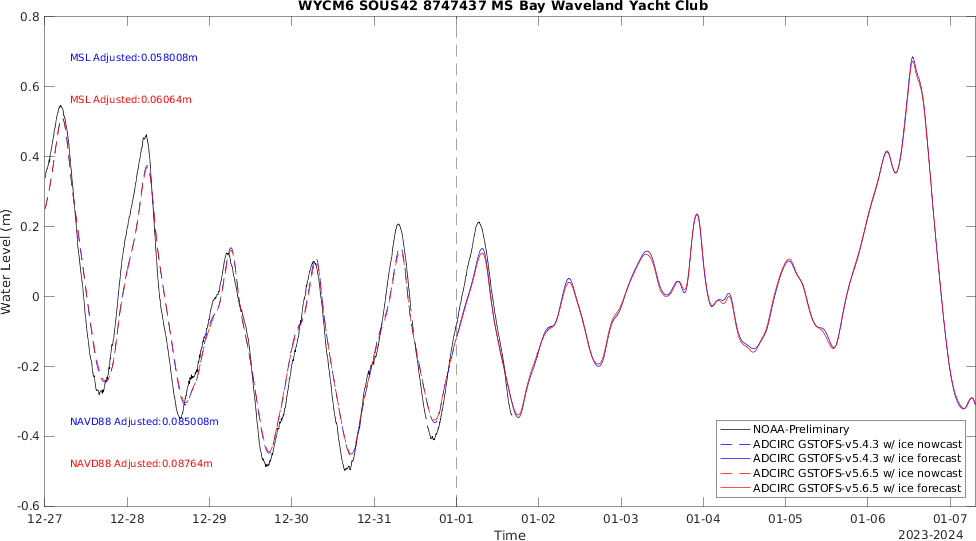 WYCM6 SOUS42 8747437 MS Bay Waveland Yacht Club
0.8
0.6
0.4
0.2
0
-0.2
-0.4
-0.6
Water Level (m)
MSL Adjusted:0.058008m
MSL Adjusted:0.06064m
NAVD88 Adjusted:0.085008m
NAVD88 Adjusted:0.08764m
NOAA-Preliminary
ADCIRC GSTOFS-v5.4.3 w/ ice nowcast
ADCIRC GSTOFS-v5.4.3 w/ ice forecast
ADCIRC GSTOFS-v5.6.5 w/ ice nowcast
ADCIRC GSTOFS-v5.6.5 w/ ice forecast
12-27 12-28 12-29 12-30 12-31 01-01 01-02 01-03 01-04 01-05 01-06 01-07
Time
2023-2024